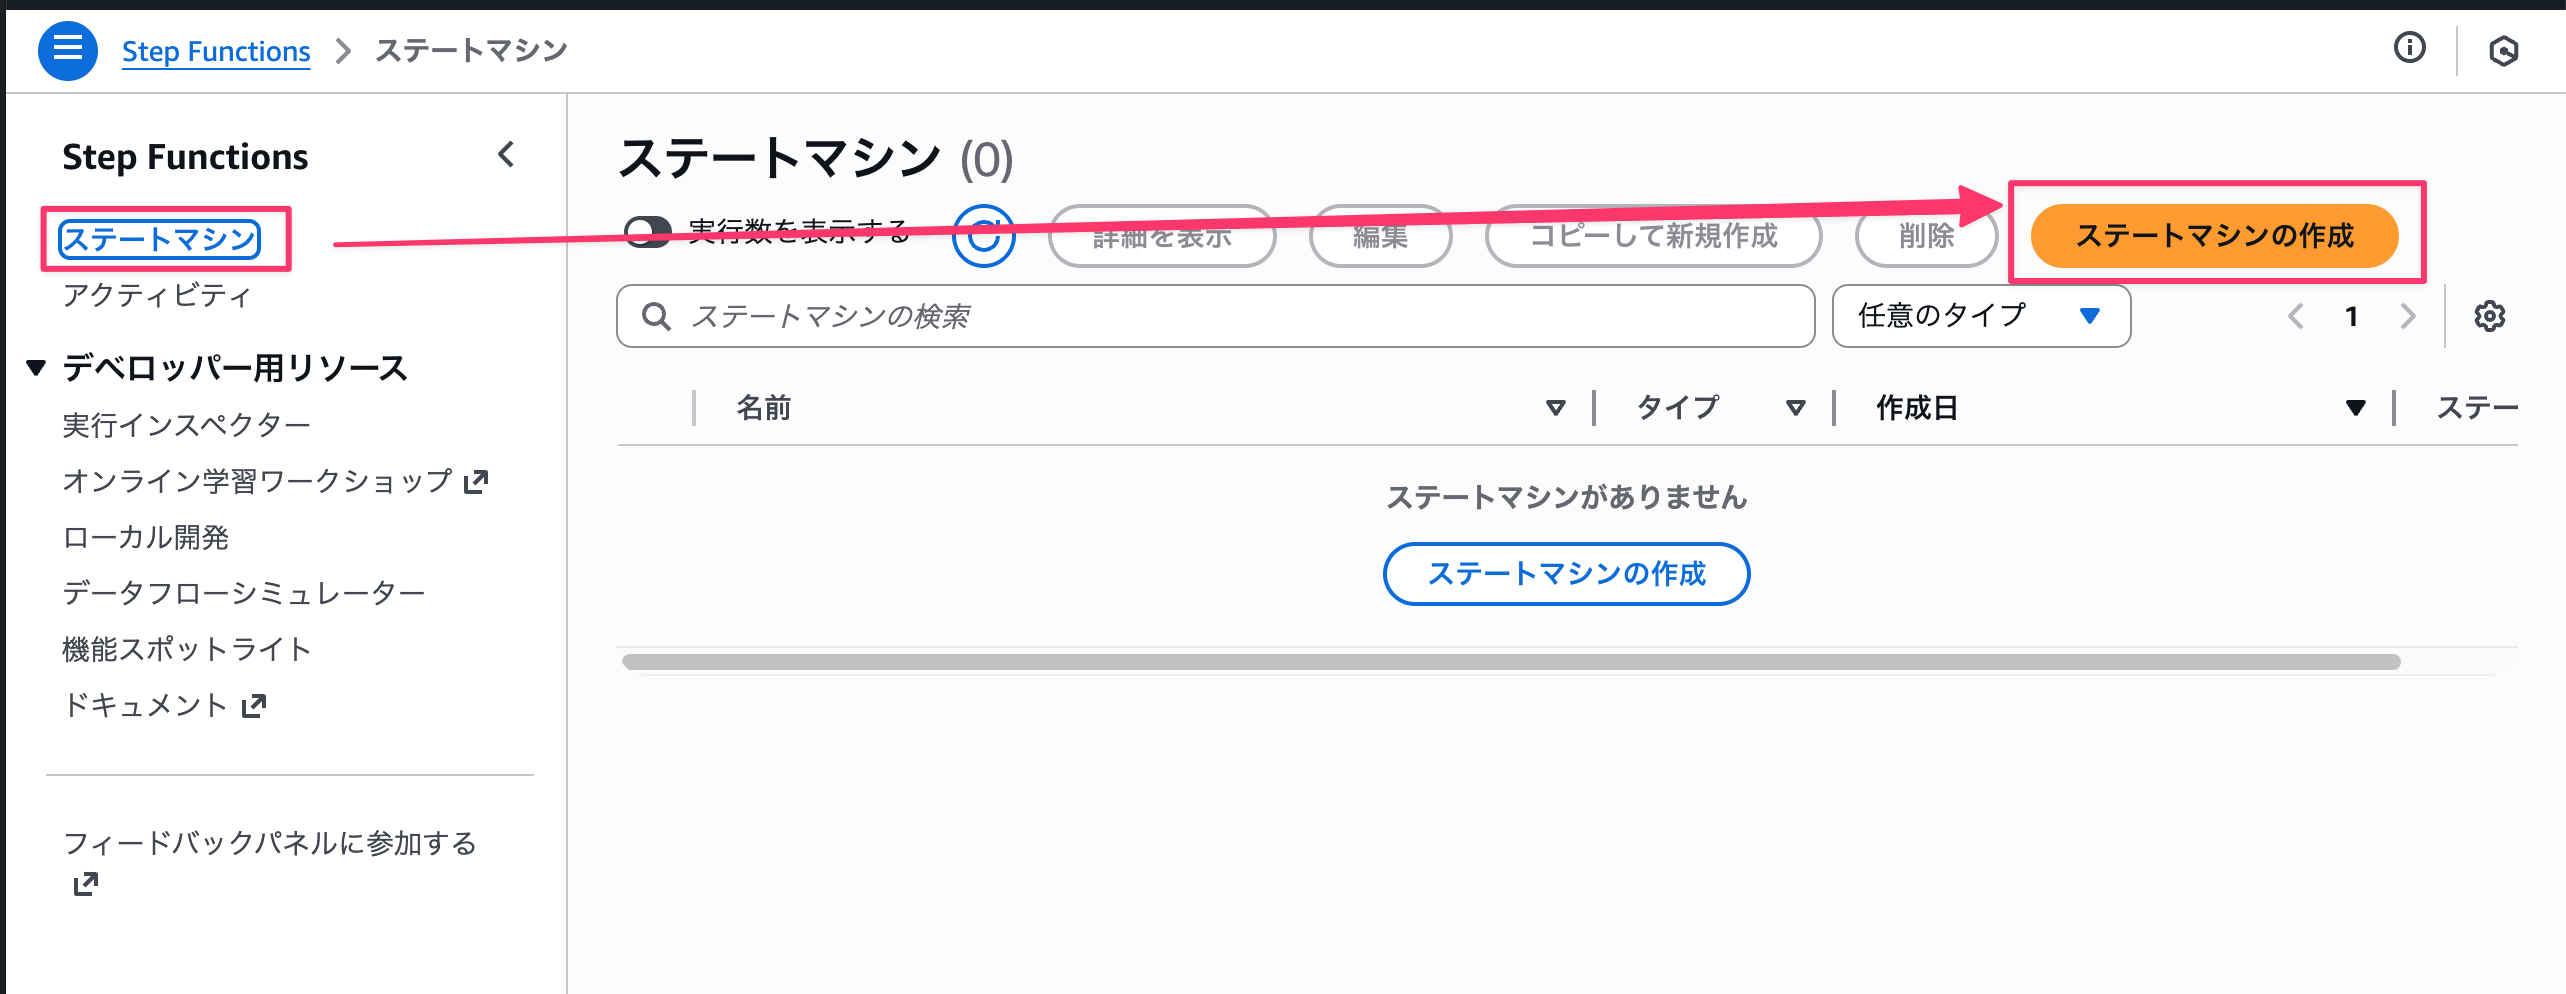 Step Functions > ステートマシン
Step Functions
ステートマシン
アクティビティ
デベロッパー用リソース
実行インスペクター
オンライン学習ワークショップ
ローカル開発
データフローシミュレーター
機能スポットライト
ドキュメント
フィードバックパネルに参加する
ステートマシン (0)
実行数を表示する 詳細を表示 編集 コピーして新規作成 削除 ステートマシンの作成
ステートマシンの検索 任意のタイプ 1
名前 タイプ 作成日 ステー
ステートマシンがありません
ステートマシンの作成